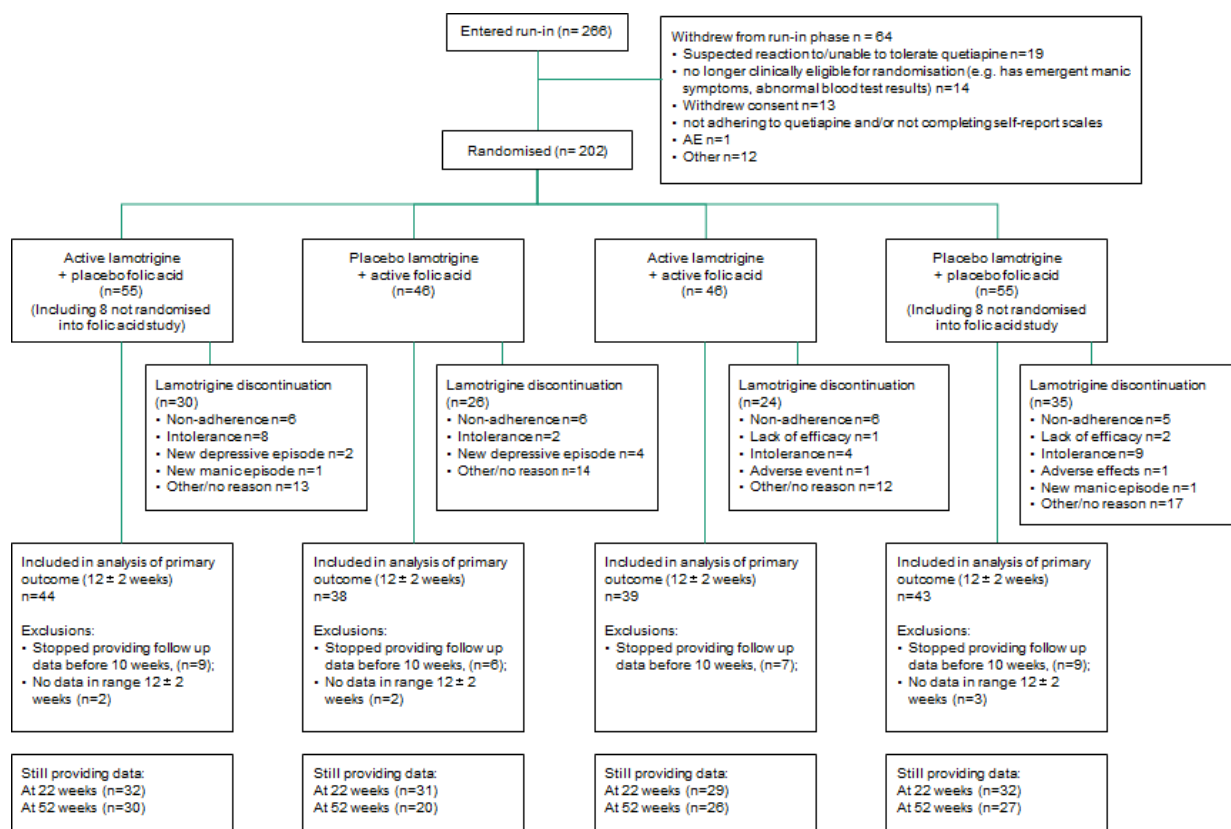 Entered run-in (n= 266)
Withdrew from run-in phase n = 64
• Suspected reaction to/unable to tolerate quetiapine n=19
• no longer clinically eligible for randomisation (e.g. has emergent manic
symptoms, abnormal blood test results) n=14
• Withdrew consent n=13
• not adhering to quetiapine and/or not completing self-report scales
• AE n=1
• Other n=12
Randomised (n= 202)
Active lamotrigine
+ placebo folic acid
(n=55)
(Including 8 not randomised
into folic acid study)
Placebo lamotrigine
+ active folic acid
(n=46)
Active lamotrigine
+ active folic acid
(n= 46)
Placebo lamotrigine
+ placebo folic acid
(n=55)
(Including 8 not randomised
into folic acid study
Lamotrigine discontinuation
(n=30)
• Non-adherence n=6
• Intolerance n=8
• New depressive episode n=2
• New manic episode n=1
• Other/no reason n=13
Lamotrigine discontinuation
(n=26)
• Non-adherence n=6
• Intolerance n=2
• New depressive episode n=4
• Other/no reason n=14
Lamotrigine discontinuation
(n=24)
• Non-adherence n=6
• Lack of efficacy n=1
• Intolerance n=4
• Adverse event n=1
• Other/no reason n=12
Lamotrigine discontinuation
(n=35)
• Non-adherence n=5
• Lack of efficacy n=2
• Intolerance n=9
• Adverse effects n=1
• New manic episode n=1
• Other/no reason n=17
Included in analysis of primary
outcome (12 ± 2 weeks)
n=44
Exclusions:
• Stopped providing follow up
data before 10 weeks, (n=9);
• No data in range 12 ± 2
weeks (n=2)
Included in analysis of primary
outcome (12 ± 2 weeks)
n=38
Exclusions:
• Stopped providing follow up
data before 10 weeks, (n=6);
• No data in range 12 ± 2
weeks (n=2)
Included in analysis of primary
outcome (12 ± 2 weeks)
n=39
Exclusions:
• Stopped providing follow up
data before 10 weeks, (n=7);
Included in analysis of primary
outcome (12 ± 2 weeks)
n=43
Exclusions:
• Stopped providing follow up
data before 10 weeks, (n=9);
• No data in range 12 ± 2
weeks (n=3)
Still providing data:
At 22 weeks (n=32)
At 52 weeks (n=30)
Still providing data:
At 22 weeks (n=31)
At 52 weeks (n=20)
Still providing data:
At 22 weeks (n=29)
At 52 weeks (n=26)
Still providing data:
At 22 weeks (n=32)
At 52 weeks (n=27)